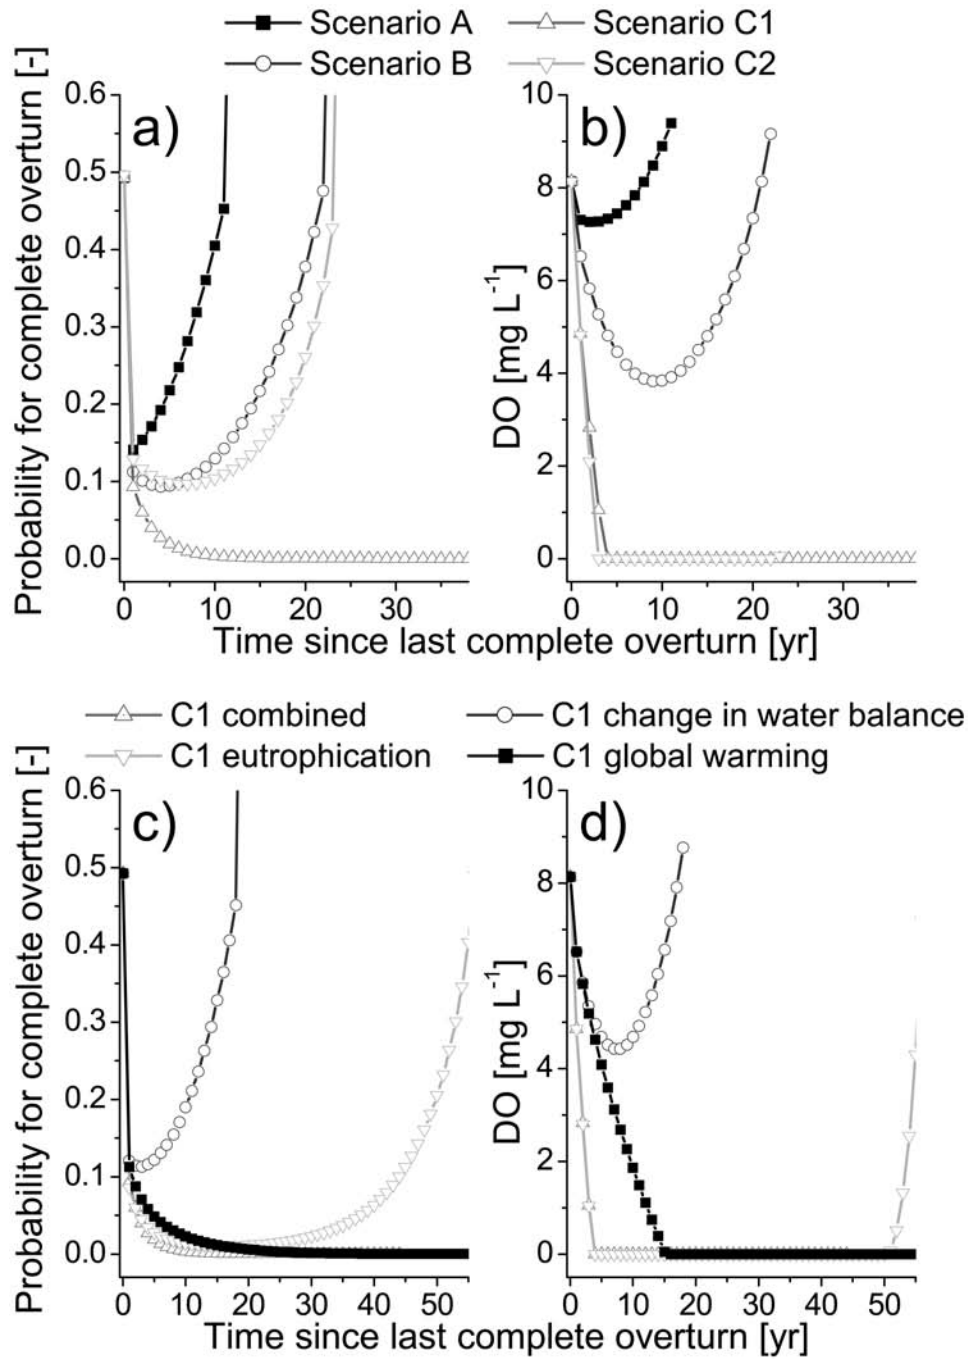 Scenario A Scenario C1
Scenario B Scenario C2
Probability for complete overturn [-]
0.6
0.5
0.4
0.3
0.2
0.1
0.0
a)
0 10 20 30
DO [mg L-1]
10
8
6
4
2
0
b)
0 10 20 30
Time since last complete overturn [yr]
C1 combined C1 change in water balance
C1 eutrophication C1 global warming
Probability for complete overturn [-]
0.6
0.5
0.4
0.3
0.2
0.1
0.0
c)
0 10 20 30 40 50
DO [mg L-1]
10
8
6
4
2
0
d)
0 10 20 30 40 50
Time since last complete overturn [yr]